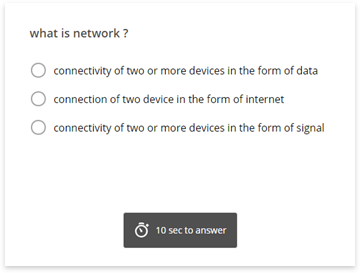 what is network ?
connectivity of two or more devices in the form of data
connection of two device in the form of internet
connectivity of two or more devices in the form of signal
10 sec to answer